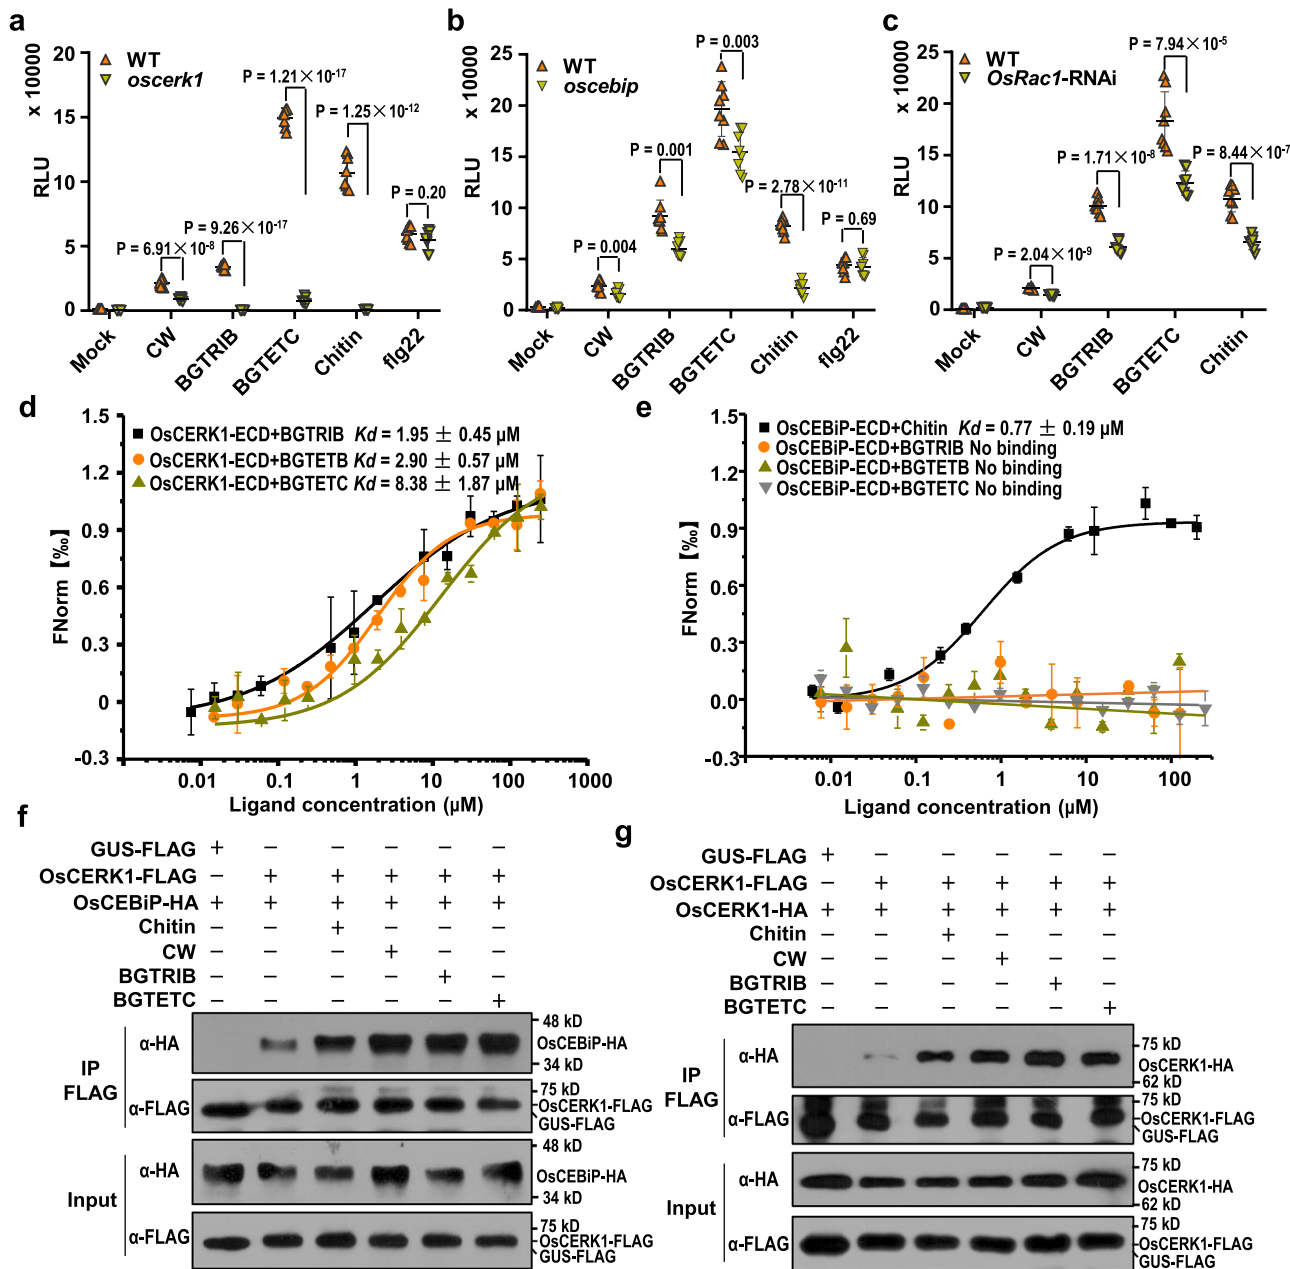 a
x 10000
RLU
20
15
10
5
0
WT
oscerk1
P = 6.91×10⁻⁸
P = 9.26×10⁻¹⁷
P = 1.21×10⁻¹⁷
P = 1.25×10⁻¹²
P = 0.20
Mock
CW
BGTRIB
BGTETC
Chitin
flg22
b
x 10000
RLU
25
20
15
10
5
0
WT
oscebip
P = 0.004
P = 0.001
P = 0.003
P = 2.78×10⁻¹¹
P = 0.69
Mock
CW
BGTRIB
BGTETC
Chitin
flg22
c
x 10000
RLU
25
20
15
10
5
0
WT
OsRac1-RNAi
P = 2.04×10⁻⁹
P = 1.71×10⁻⁸
P = 7.94×10⁻⁵
P = 8.44×10⁻⁷
Mock
CW
BGTRIB
BGTETC
Chitin
d
FNorm【‰】
1.5
1.2
0.9
0.6
0.3
0
-0.3
OsCERK1-ECD+BGTRIB Kd = 1.95 ± 0.45 μM
OsCERK1-ECD+BGTETB Kd = 2.90 ± 0.57 μM
OsCERK1-ECD+BGTETC Kd = 8.38 ± 1.87 μM
0.01 0.1 1 10 100 1000
Ligand concentration (μM)
e
FNorm【‰】
1.5
1.2
0.9
0.6
0.3
0.0
-0.3
OsCEBiP-ECD+Chitin Kd = 0.77 ± 0.19 μM
OsCEBiP-ECD+BGTRIB No binding
OsCEBiP-ECD+BGTETB No binding
OsCEBiP-ECD+BGTETC No binding
0.01 0.1 1 10 100
Ligand concentration (μM)
f
GUS-FLAG + − − − − −
OsCERK1-FLAG − + + + + +
OsCEBiP-HA + + + + + +
Chitin − − + − − −
CW − − − + − −
BGTRIB − − − − + −
BGTETC − − − − − +
IP
FLAG
α-HA
48 kD
OsCEBiP-HA
34 kD
α-FLAG
75 kD
OsCERK1-FLAG
GUS-FLAG
Input
α-HA
48 kD
OsCEBiP-HA
34 kD
α-FLAG
75 kD
OsCERK1-FLAG
GUS-FLAG
g
GUS-FLAG + − − − − −
OsCERK1-FLAG − + + + + +
OsCERK1-HA + + + + + +
Chitin − − + − − −
CW − − − + − −
BGTRIB − − − − + −
BGTETC − − − − − +
IP
FLAG
α-HA
75 kD
OsCERK1-HA
62 kD
α-FLAG
75 kD
OsCERK1-FLAG
GUS-FLAG
Input
α-HA
75 kD
OsCERK1-HA
62 kD
α-FLAG
75 kD
OsCERK1-FLAG
GUS-FLAG